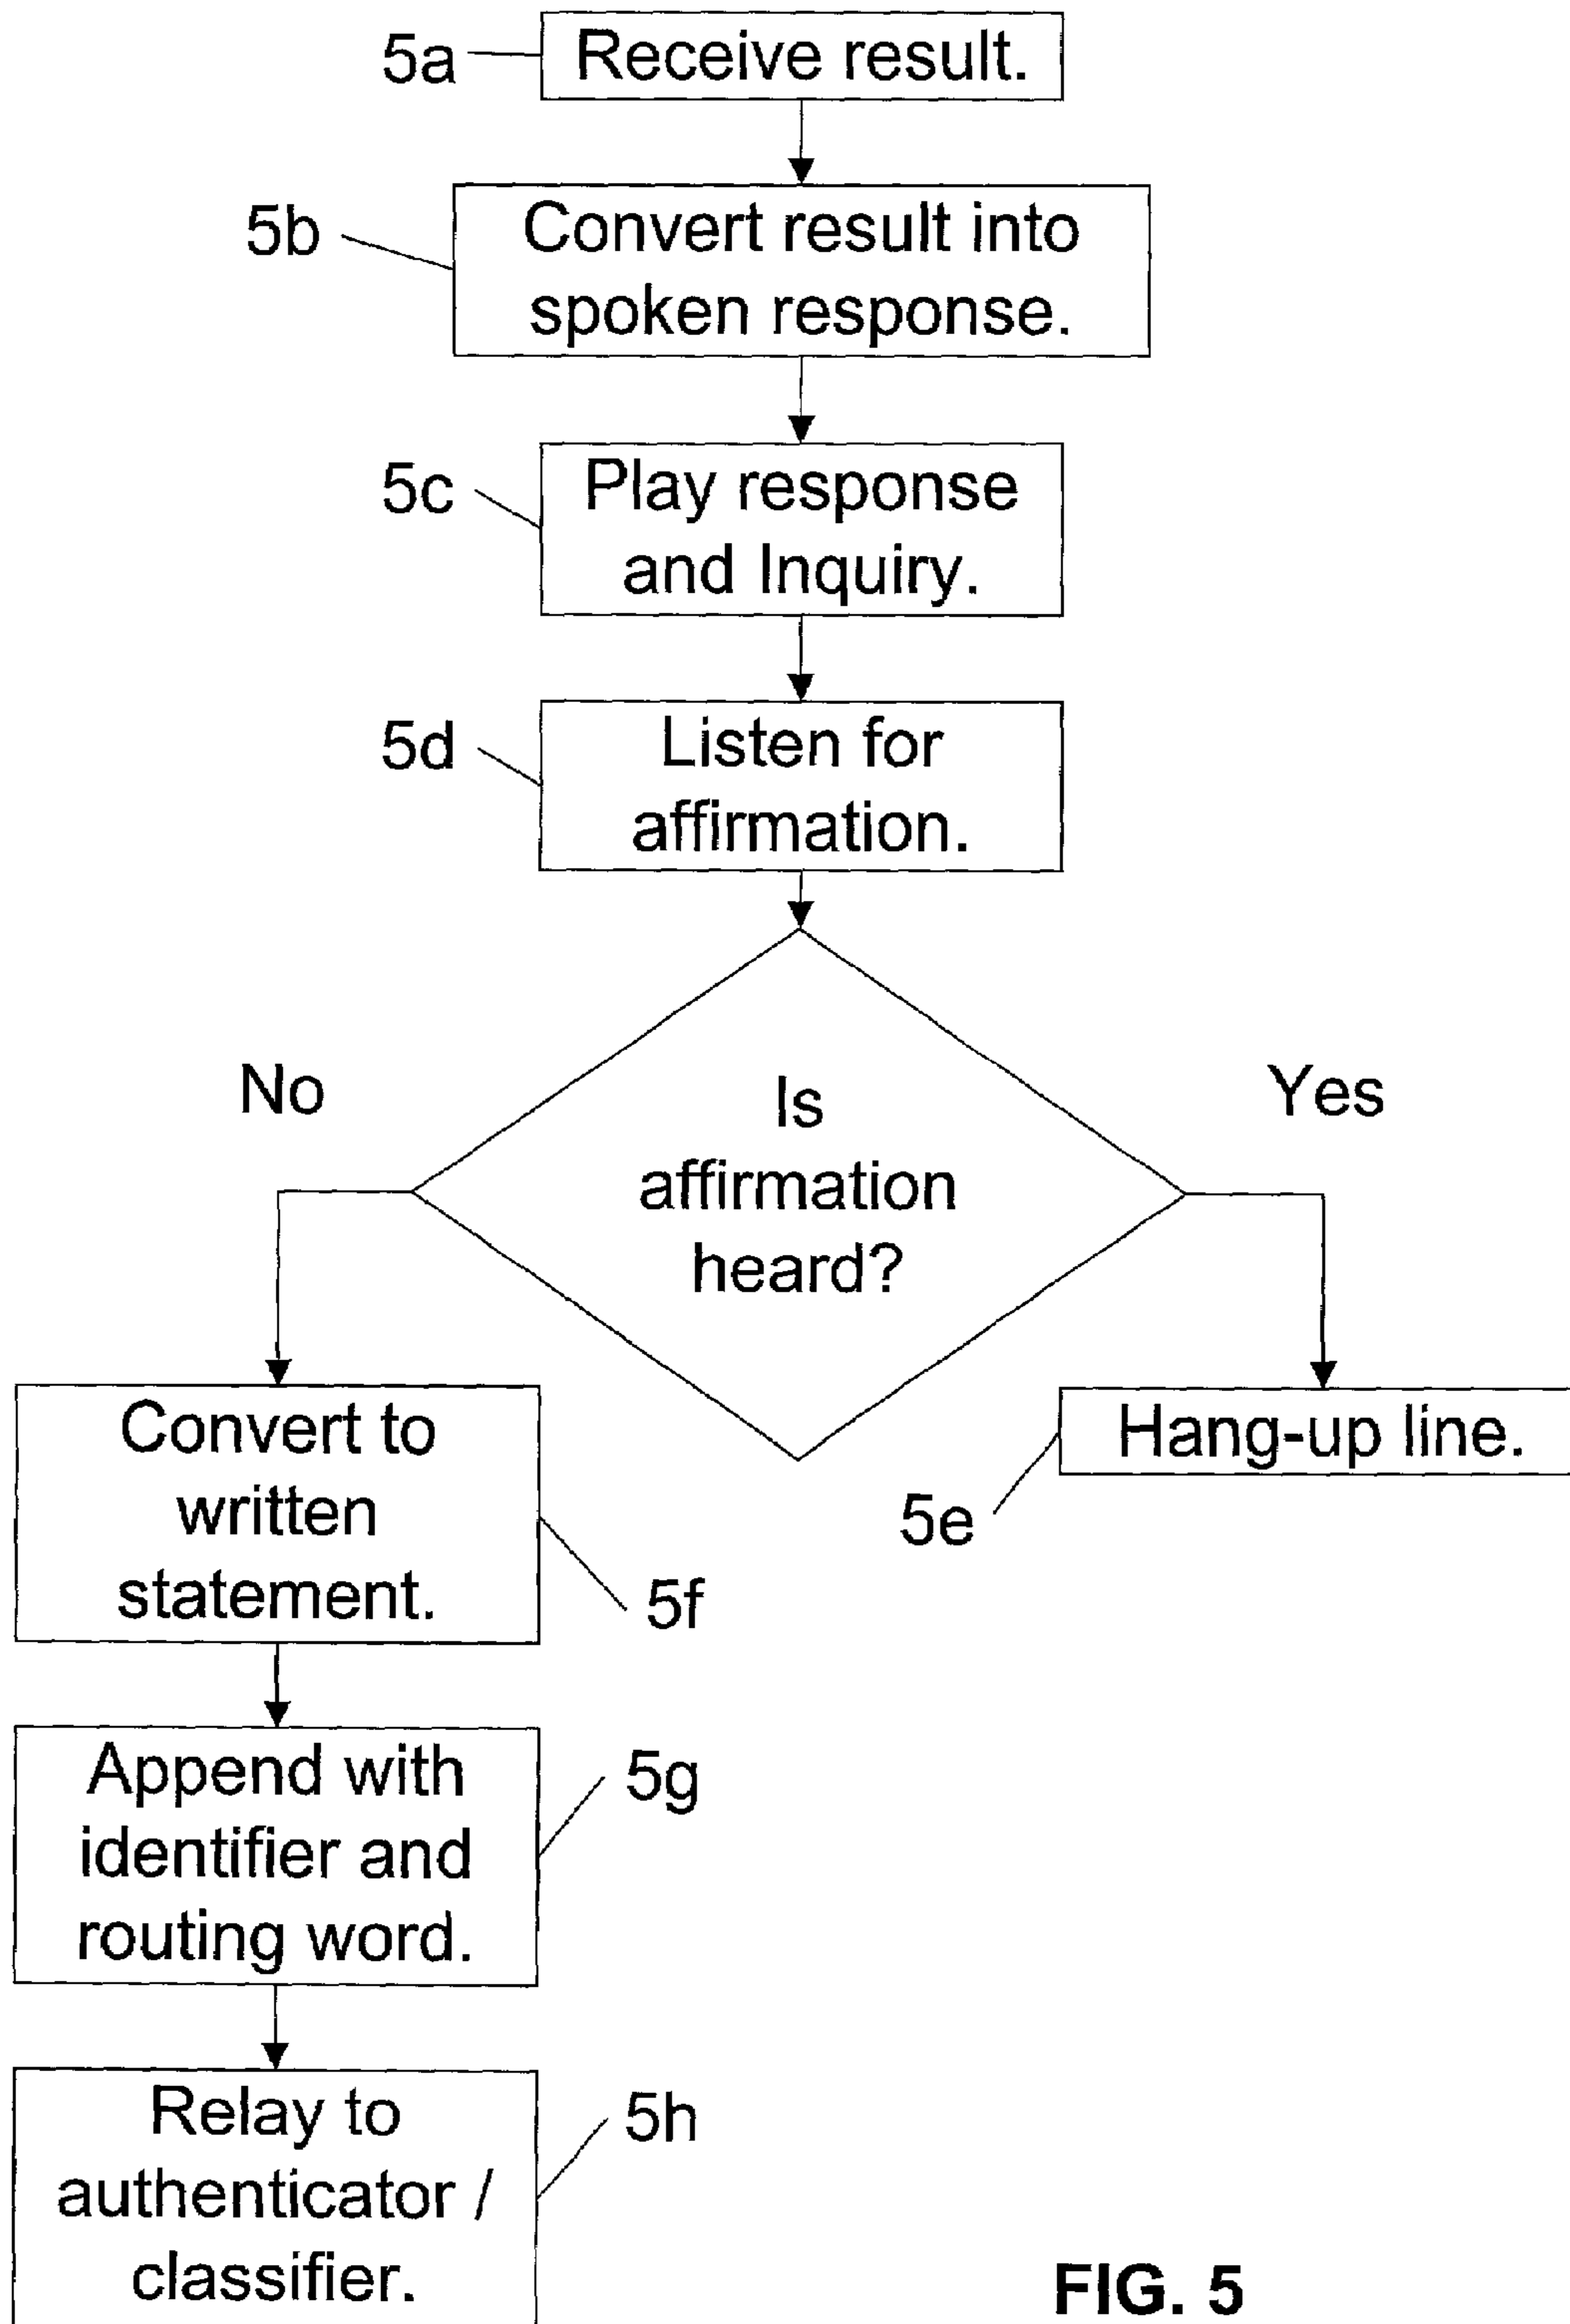 5a
Receive result.
5b
Convert result into
spoken response.
5c
Play response
and Inquiry.
5d
Listen for
affirmation.
No
Yes
Is
affirmation
heard?
Convert to
written
statement.
5f
Hang-up line.
5e
Append with
identifier and
routing word.
5g
Relay to
authenticator /
classifier.
5h
FIG. 5